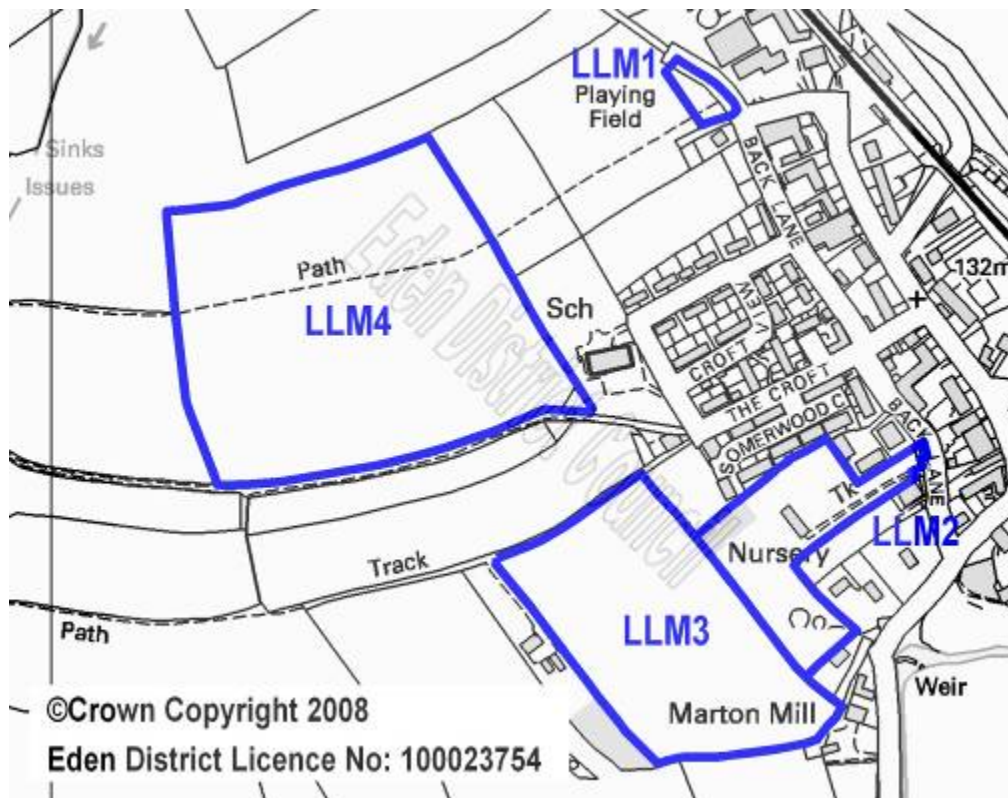 LLM1
Playing
Field
Sinks
Issues
BACK LANE
Path
LLM4
132m
Sch
VIEW
CROFT
THE CROFT
SOMERWOOD C
BACK LANE
Tk
LLM2
Nursery
Track
LLM3
Path
Weir
Marton Mill
Eden District Council
©Crown Copyright 2008
Eden District Licence No: 100023754